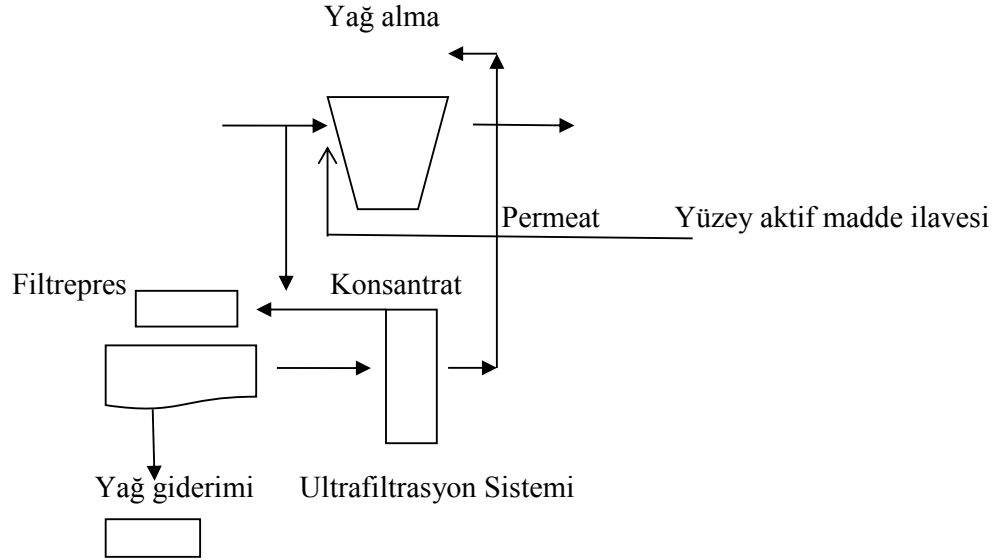 Yağ alma
Permeat Yüzey aktif madde ilavesi
Filtrepres Konsantrat
Yağ giderimi Ultrafiltrasyon Sistemi